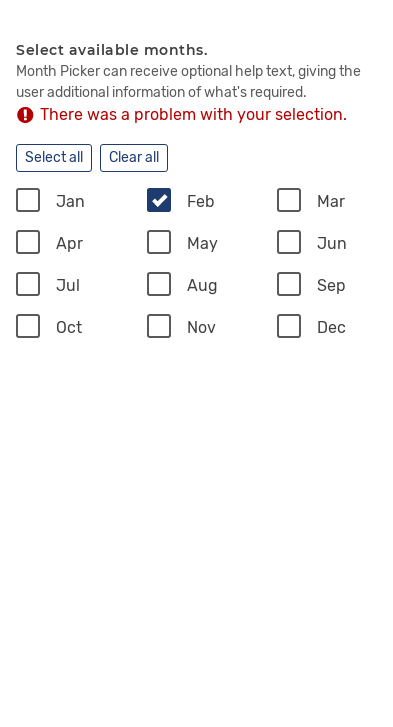 Select available months.
Month Picker can receive optional help text, giving the
user additional information of what's required.
There was a problem with your selection.
Select all Clear all
Jan Feb Mar
Apr May Jun
Jul Aug Sep
Oct Nov Dec